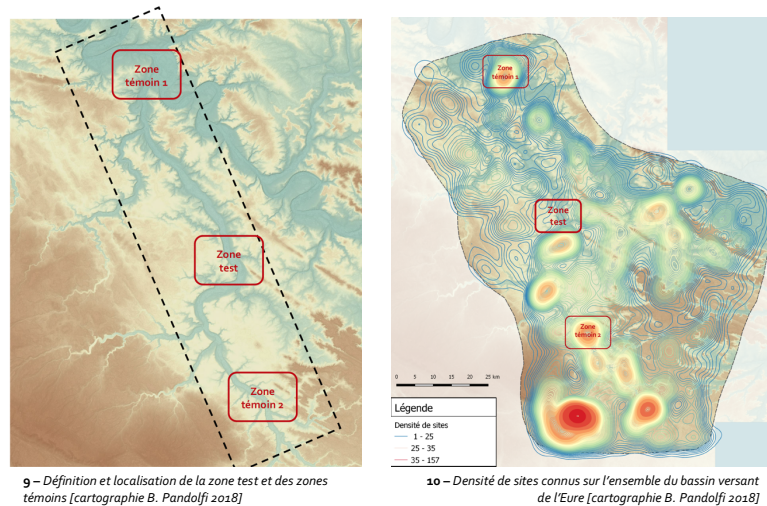 Zone
témoin 1
Zone
test
Zone
témoin 2
9 – Définition et localisation de la zone test et des zones
témoins [cartographie B. Pandolfi 2018]
Zone
témoin 1
Zone
test
Zone
témoin 2
0 5 10 15 20 25 km
Légende
Densité de sites
1 - 25
25 - 35
35 - 157
10 – Densité de sites connus sur l’ensemble du bassin versant
de l’Eure [cartographie B. Pandolfi 2018]